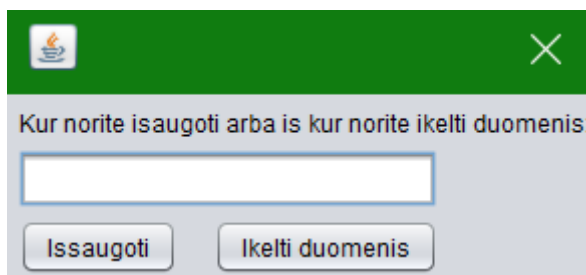 Kur norite isaugoti arba is kur norite ikelti duomenis
Issaugoti Ikelti duomenis